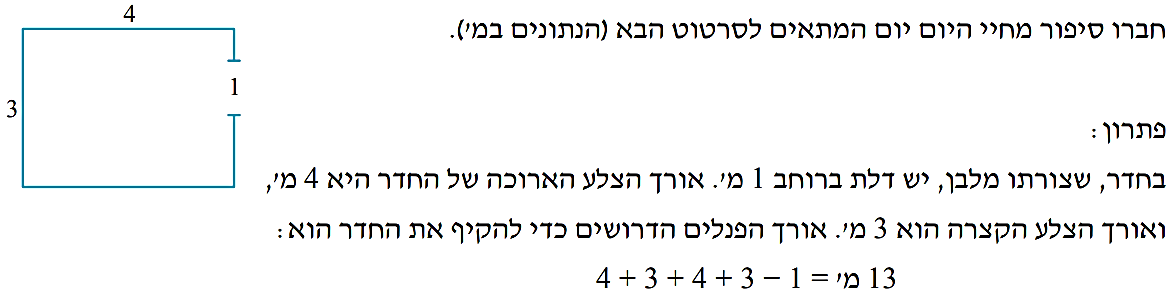 חברו סיפור מחיי היום יום המתאים לסרטוט הבא (הנתונים במ').
4
3
1
פתרון:
בחדר, שצורתו מלבן, יש דלת ברוחב 1 מ'. אורך הצלע הארוכה של החדר היא 4 מ',
ואורך הצלע הקצרה הוא 3 מ'. אורך הפנלים הדרושים כדי להקיף את החדר הוא:
4 + 3 + 4 + 3 − 1 = 13 מ'